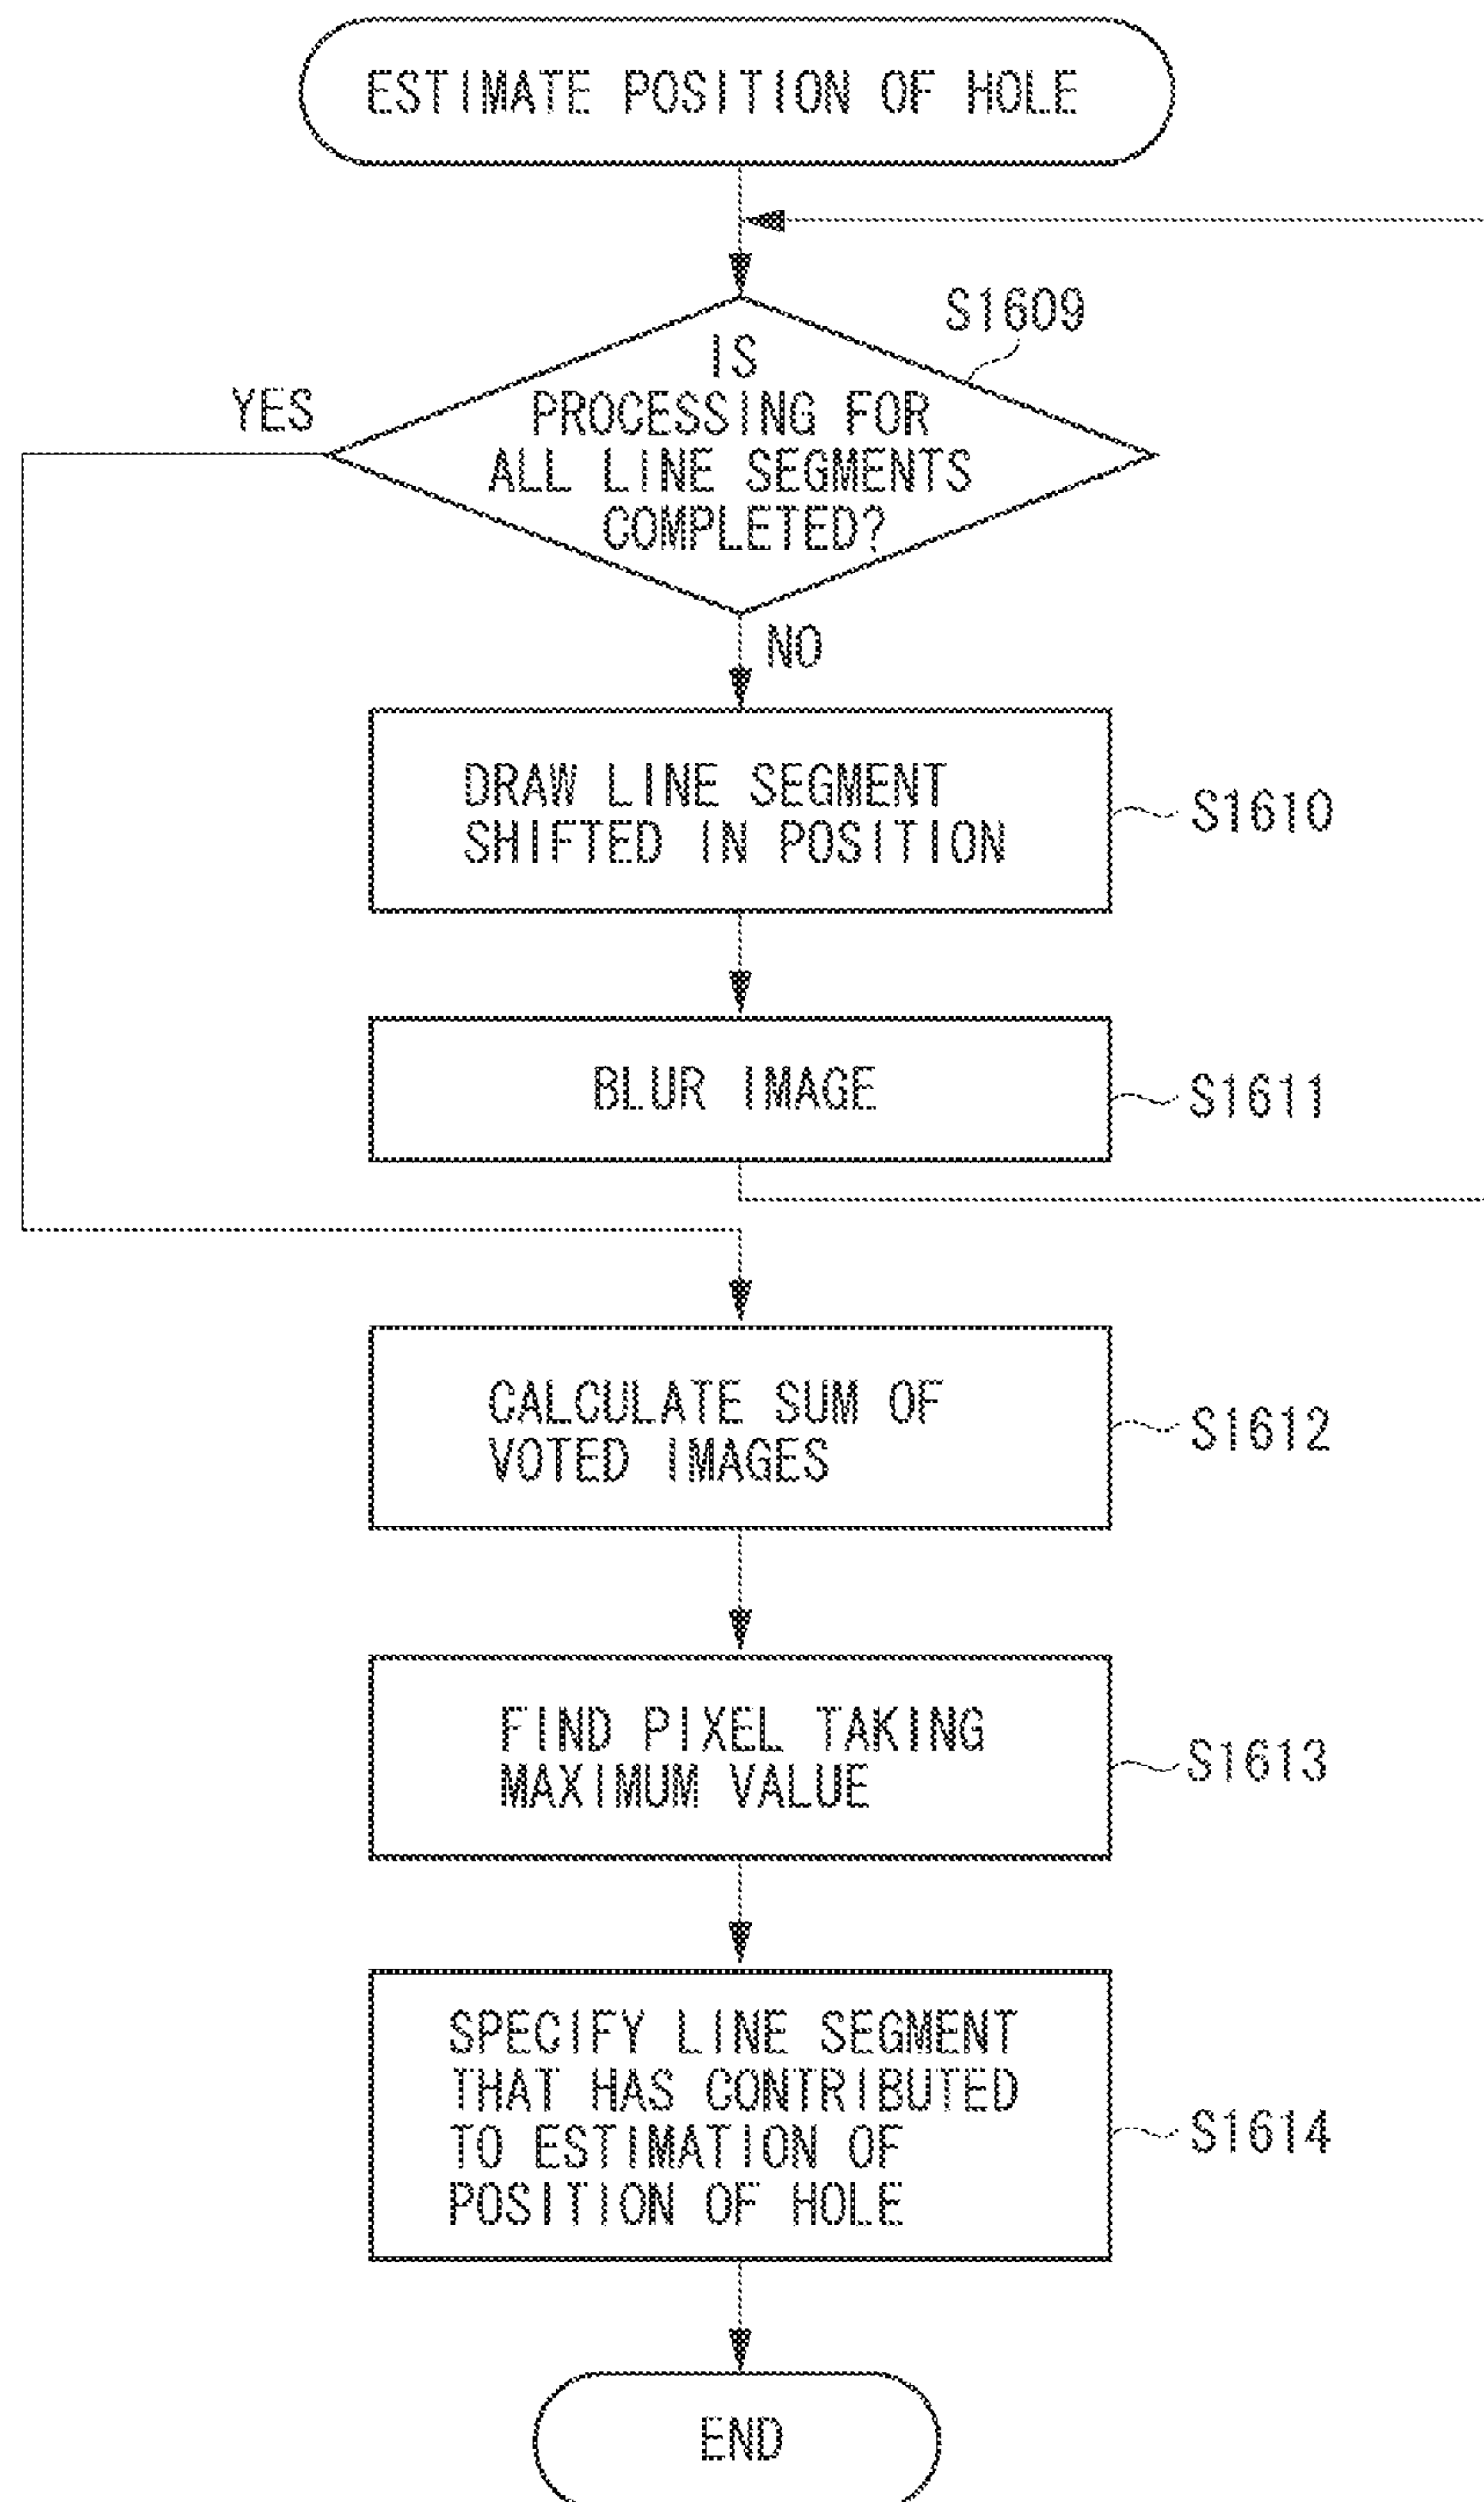 ESTIMATE POSITION OF HOLE
S1609
IS
PROCESSING FOR
ALL LINE SEGMENTS
COMPLETED?
YES
NO
DRAW LINE SEGMENT
SHIFTED IN POSITION
S1610
BLUR IMAGE
S1611
CALCULATE SUM OF
VOTED IMAGES
S1612
FIND PIXEL TAKING
MAXIMUM VALUE
S1613
SPECIFY LINE SEGMENT
THAT HAS CONTRIBUTED
TO ESTIMATION OF
POSITION OF HOLE
S1614
END